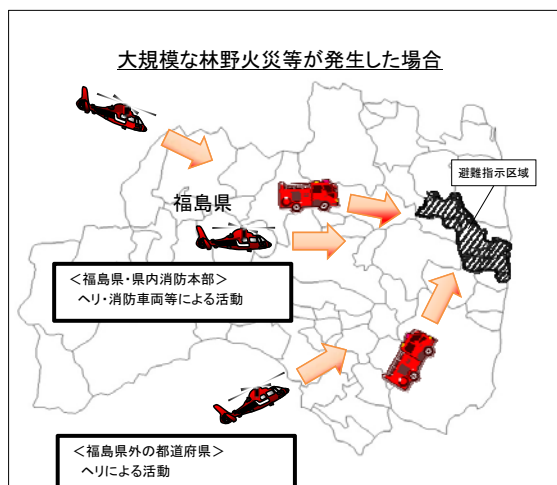 大規模な林野火災等が発生した場合
避難指示区域
福島県
＜福島県・県内消防本部＞
ヘリ・消防車両等による活動
＜福島県外の都道府県＞
ヘリによる活動